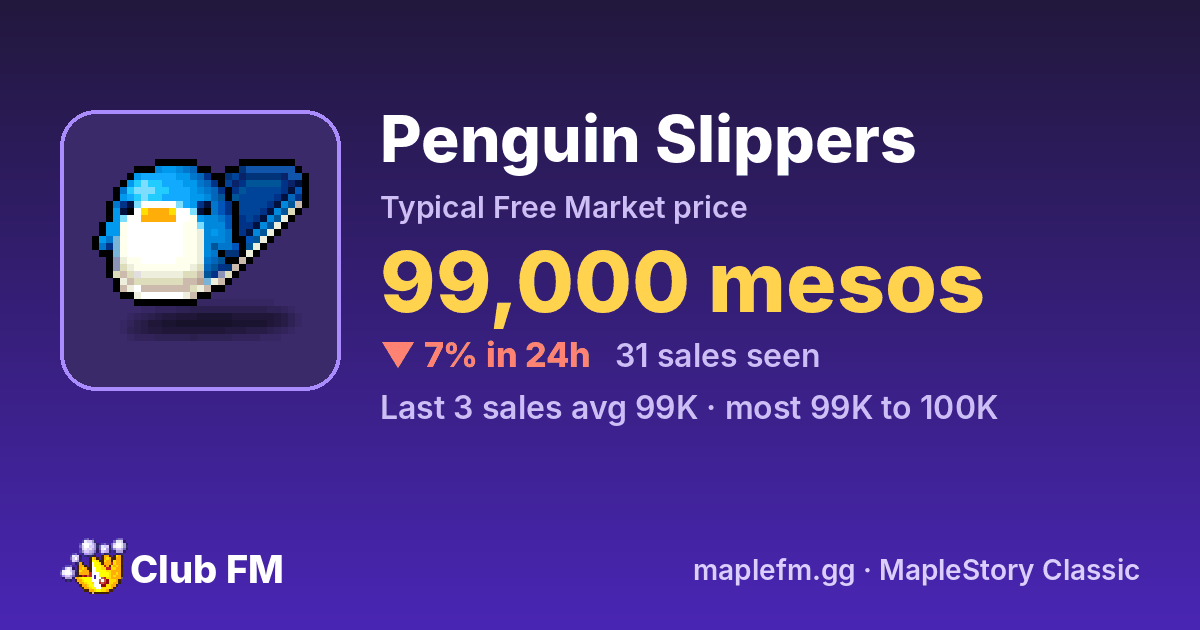 Penguin Slippers
Typical Free Market price
99,000 mesos
▼ 7% in 24h 31 sales seen
Last 3 sales avg 99K · most 99K to 100K
Club FM
maplefm.gg · MapleStory Classic